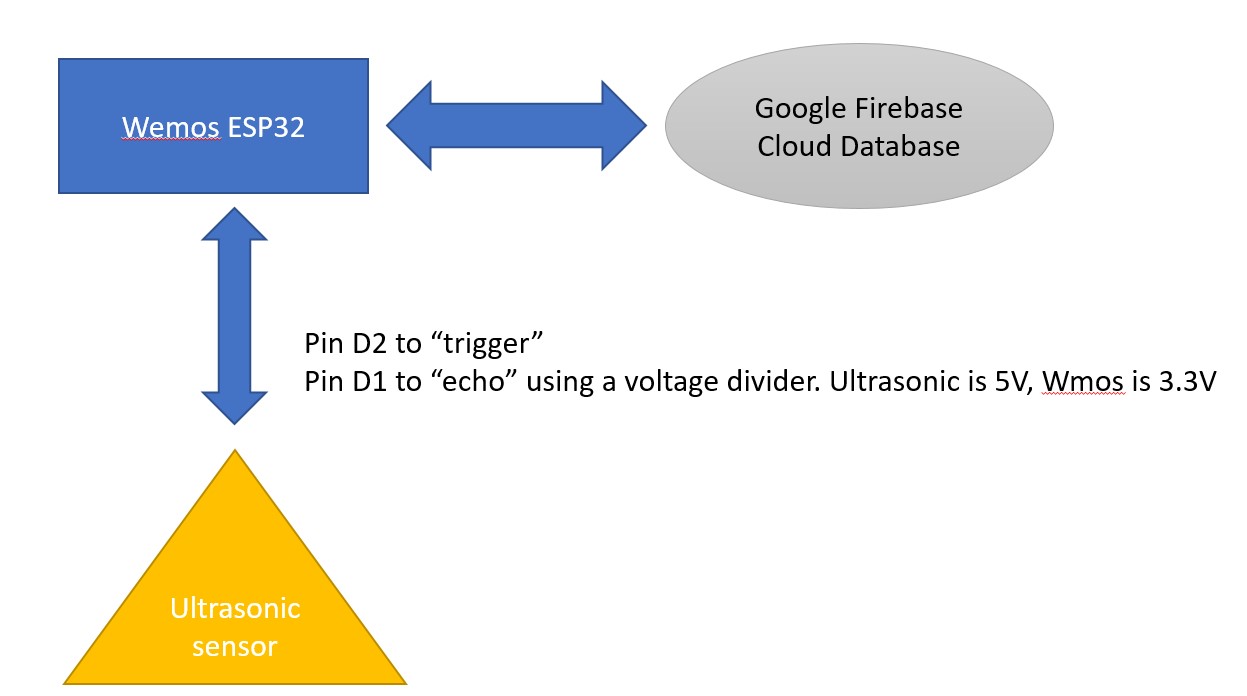 Wemos ESP32
Google Firebase
Cloud Database
Pin D2 to “trigger”
Pin D1 to “echo” using a voltage divider. Ultrasonic is 5V, Wmos is 3.3V
Ultrasonic
sensor